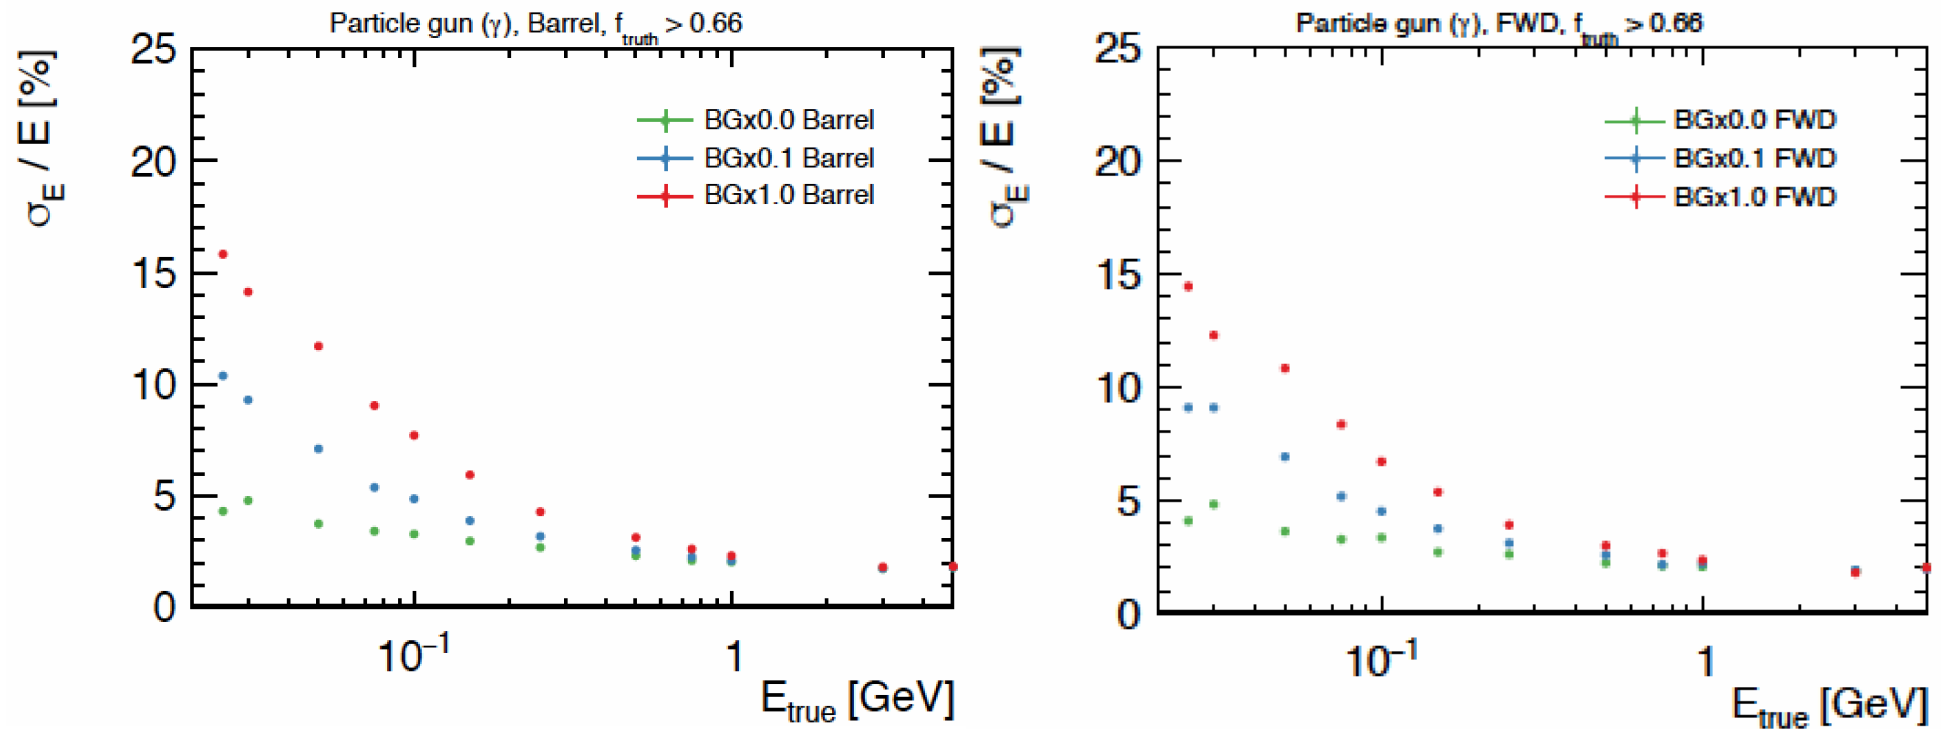 Particle gun (γ), Barrel, f_truth > 0.66
σ_E / E [%]
25
20
15
10
5
0
BGx0.0 Barrel
BGx0.1 Barrel
BGx1.0 Barrel
10⁻¹
1
E_true [GeV]
Particle gun (γ), FWD, f_truth > 0.66
σ_E / E [%]
25
20
15
10
5
0
BGx0.0 FWD
BGx0.1 FWD
BGx1.0 FWD
10⁻¹
1
E_true [GeV]